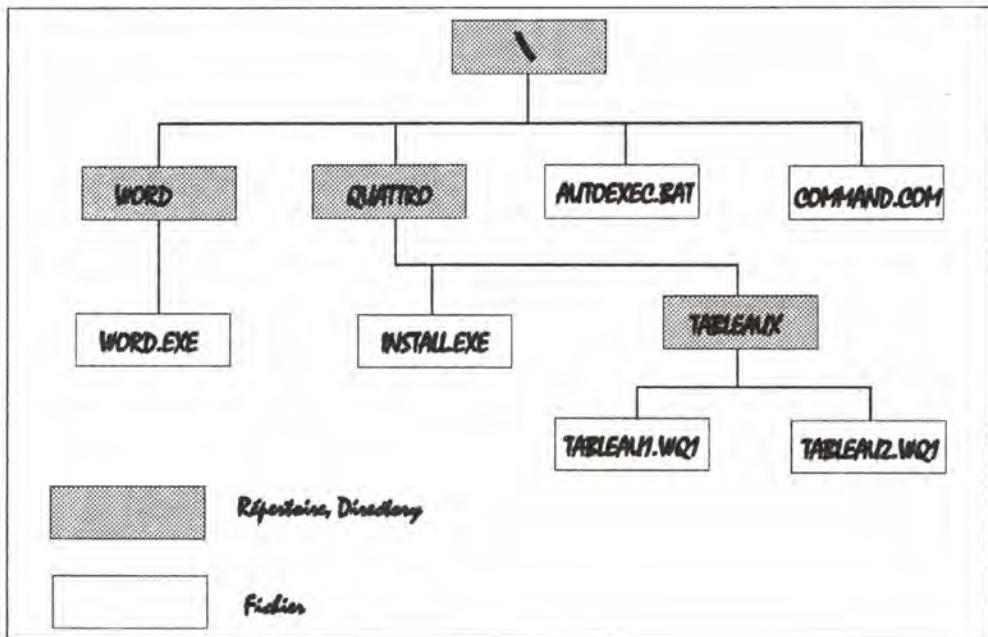 \
WORD
QUATTRO
AUTOEXEC.BAT
COMMAND.COM
WORD.EXE
INSTALL.EXE
TABLEAUX
TABLEAU1.WQ1
TABLEAU2.WQ1
Répertoire, Directory
Fichier